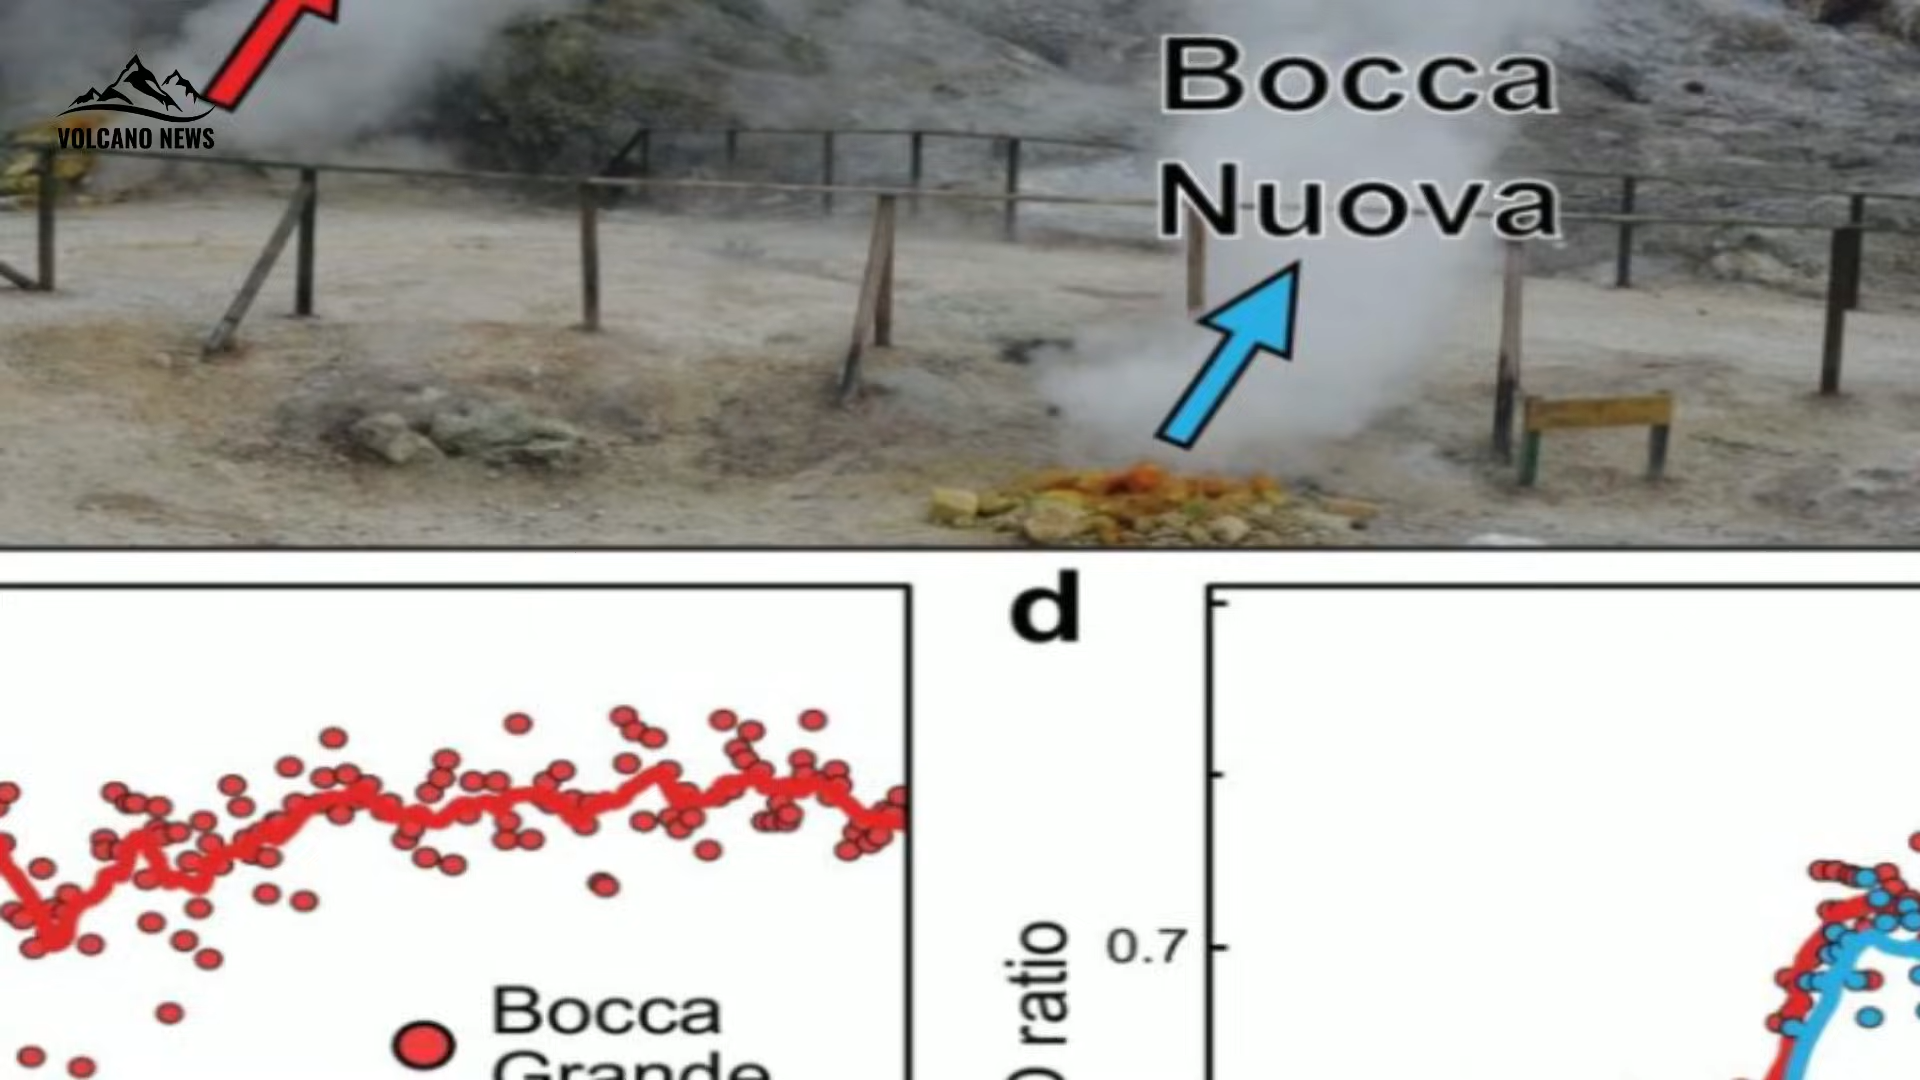 VOLCANO NEWS
Bocca
Nuova
d
0.7
ratio
Bocca
Grande